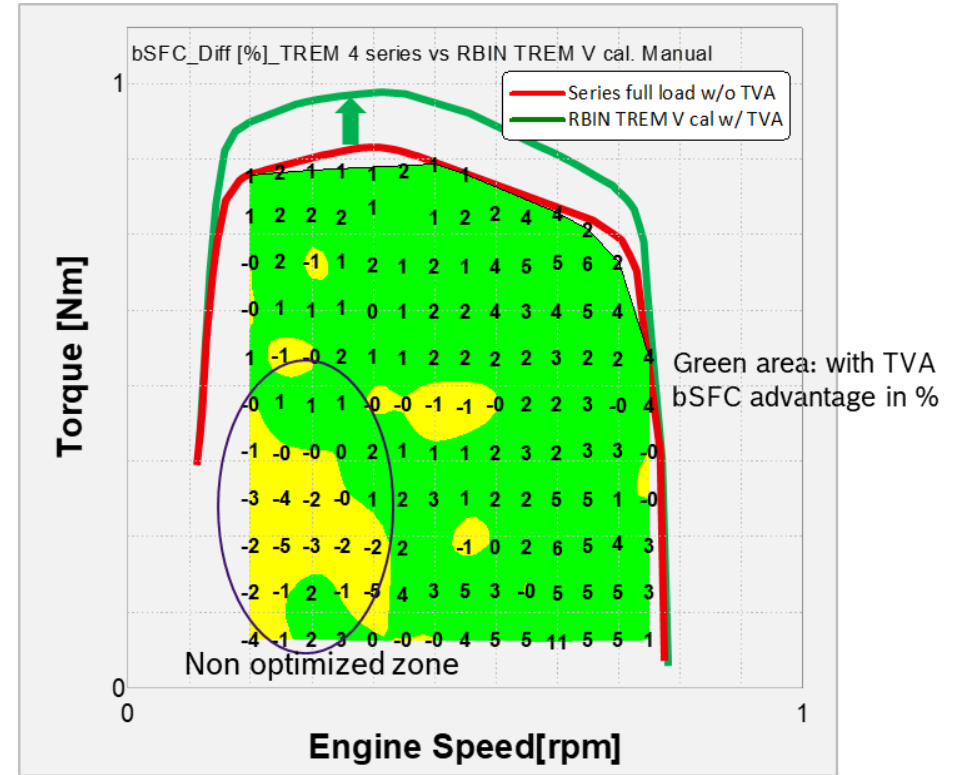 bSFC_Diff [%]_TREM 4 series vs RBIN TREM V cal. Manual
1
Series full load w/o TVA
RBIN TREM V cal w/ TVA
1 2 1 1 1 2 1 1
1 2 2 2 1 1 2 2 4 4 2
-0 2 -1 1 2 1 2 1 4 5 5 6 2
-0 1 1 1 0 1 2 2 4 3 4 5 4
1 -1 -0 2 1 1 2 2 2 2 3 2 2 4
-0 1 1 1 -0 -0 -1 -1 -0 2 2 3 -0 4
-1 -0 -0 0 2 1 1 1 2 3 2 3 3 -0
-3 -4 -2 -0 1 2 3 1 2 2 5 5 1 -0
-2 -5 -3 -2 -2 2 -1 0 2 6 5 4 3
-2 -1 2 -1 -5 4 3 5 3 -0 5 5 5 3
-4 -1 2 3 0 -0 -0 4 5 5 11 5 5 1
Torque [Nm]
Green area: with TVA
bSFC advantage in %
Non optimized zone
0
0
1
Engine Speed[rpm]